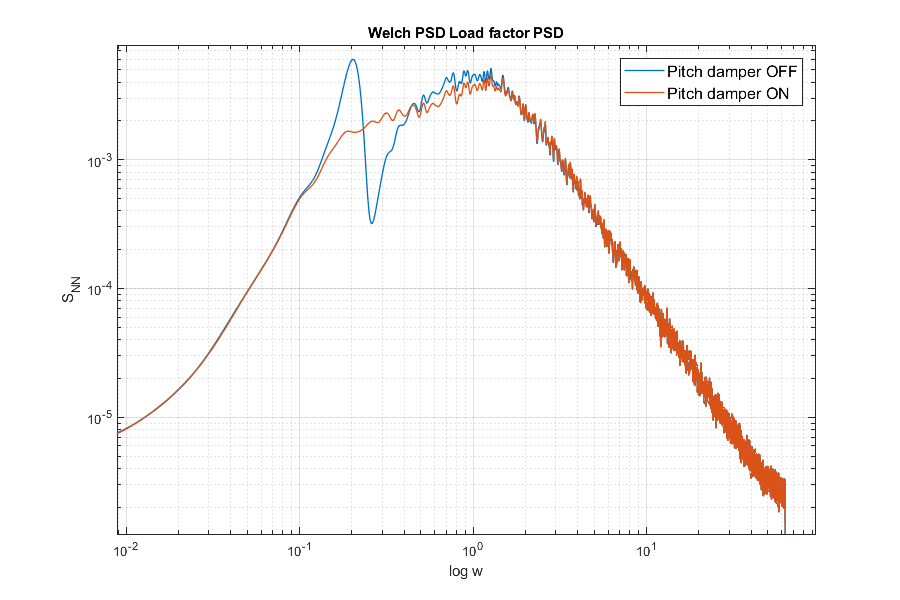 Welch PSD Load factor PSD
Pitch damper OFF
Pitch damper ON
10^-3
10^-4
10^-5
S_NN
10^-2
10^-1
10^0
10^1
log w